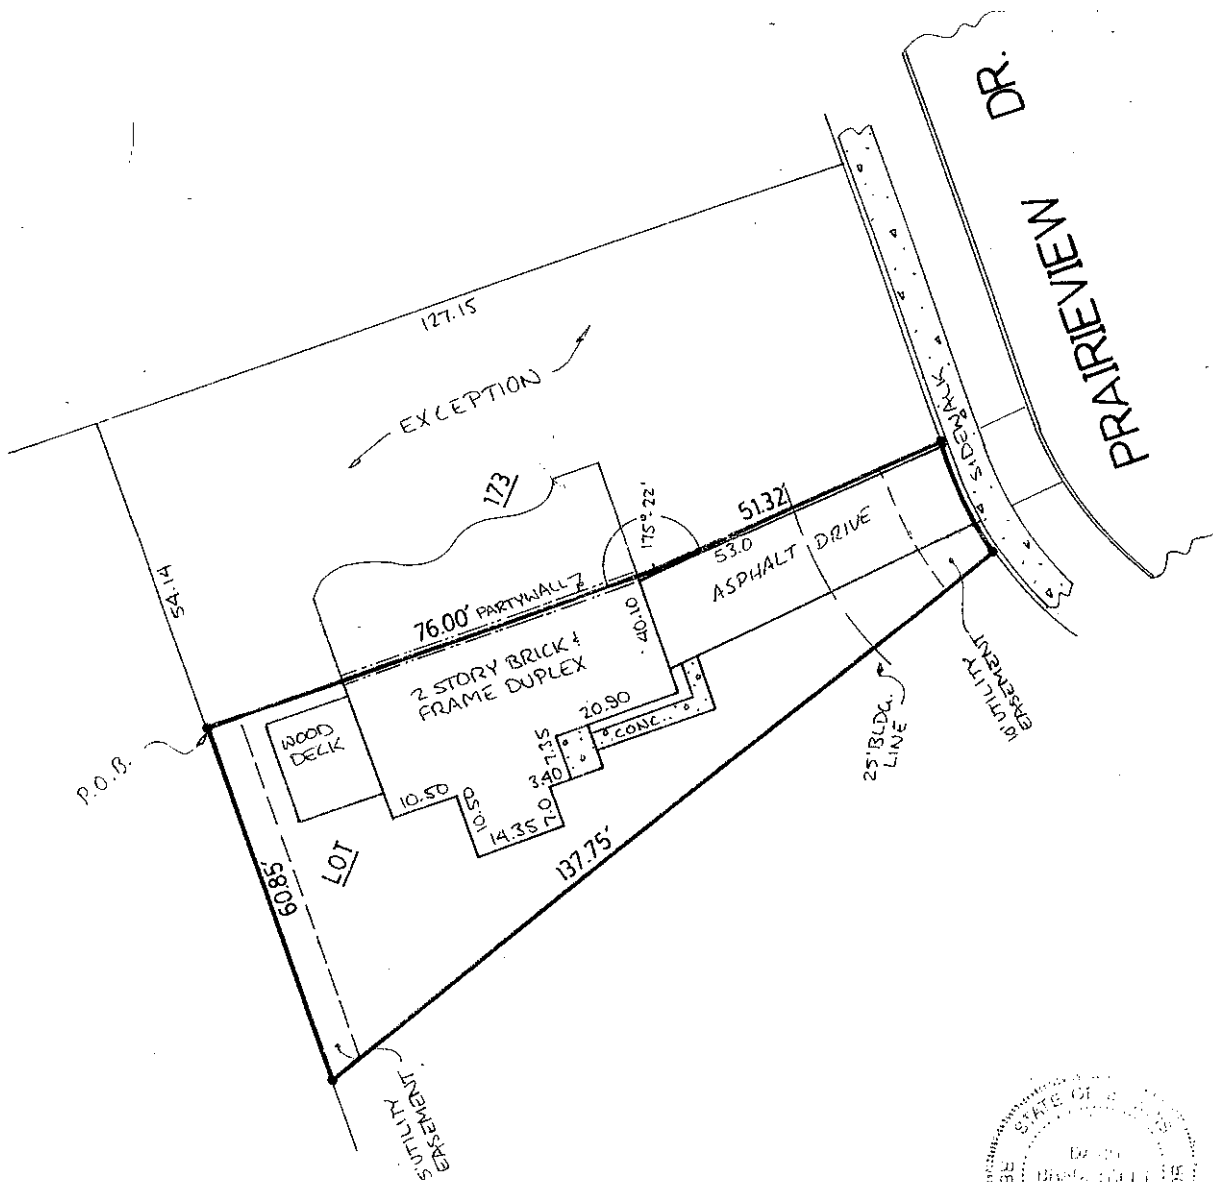 PRAIRIEVIEW DR.
127.15
EXCEPTION
173
54.14
SIDEWALK
175°-22'
51.32'
53.0
ASPHALT DRIVE
76.00' PARTYWALL
40.10
2 STORY BRICK &
FRAME DUPLEX
WOOD
DECK
P.O.B.
20.90
CONC.
7.35
3.40
7.0
10.50
10.50
14.35
10' UTILITY
EASEMENT
25' BLDG.
LINE
60.85'
LOT
137.75'
5' UTILITY
EASEMENT
STATE OF